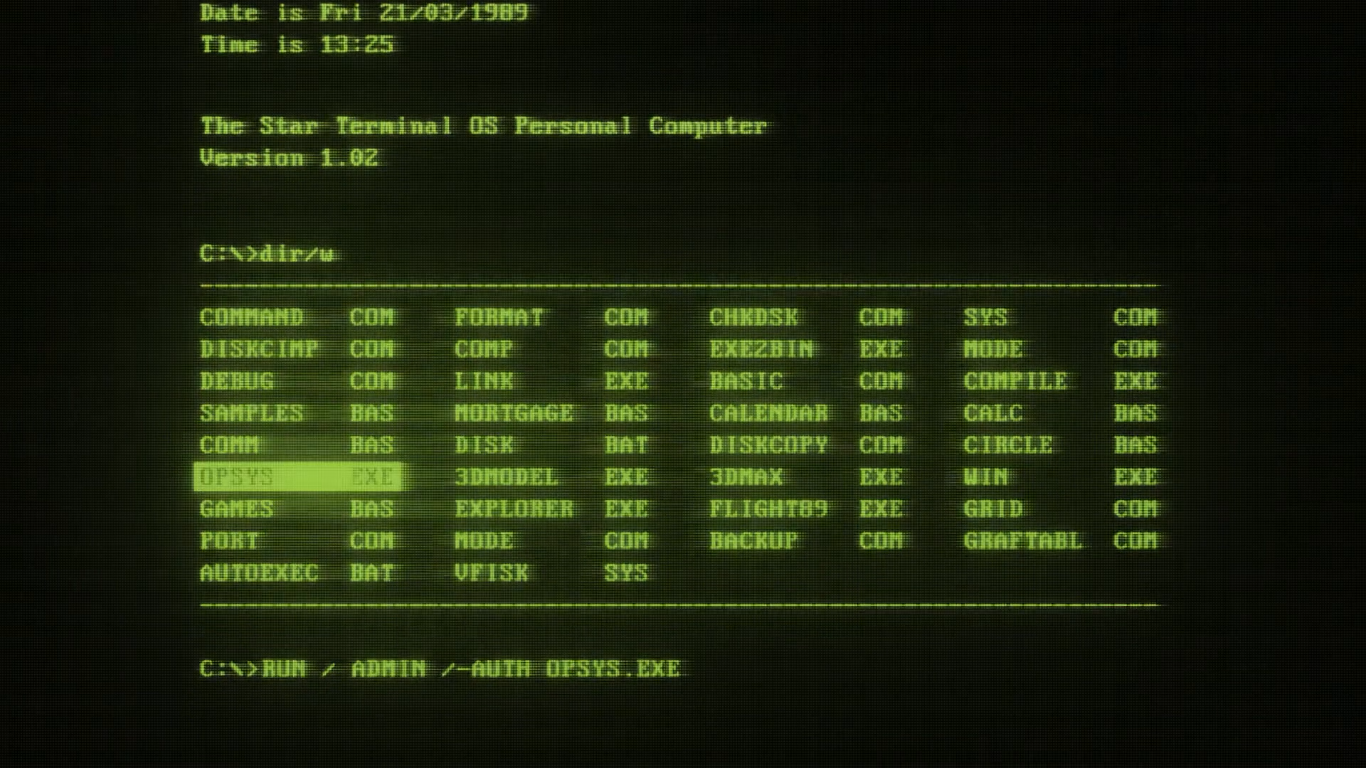 Date is Fri 21/03/1989
Time is 13:25
The Star Terminal OS Personal Computer
Version 1.02
C:\>dir/w
COMMAND COM FORMAT COM CHKDSK COM SYS COM
DISKCIMP COM COMP COM EXE2BIN EXE MODE COM
DEBUG COM LINK EXE BASIC COM COMPILE EXE
SAMPLES BAS MORTGAGE BAS CALENDAR BAS CALC BAS
COMM BAS DISK BAT DISKCOPY COM CIRCLE BAS
OPSYS EXE 3DMODEL EXE 3DMAX EXE WIN EXE
GAMES BAS EXPLORER EXE FLIGHT89 EXE GRID COM
PORT COM MODE COM BACKUP COM GRAFTABL COM
AUTOEXEC BAT VFISK SYS
C:\>RUN / ADMIN /-AUTH OPSYS.EXE